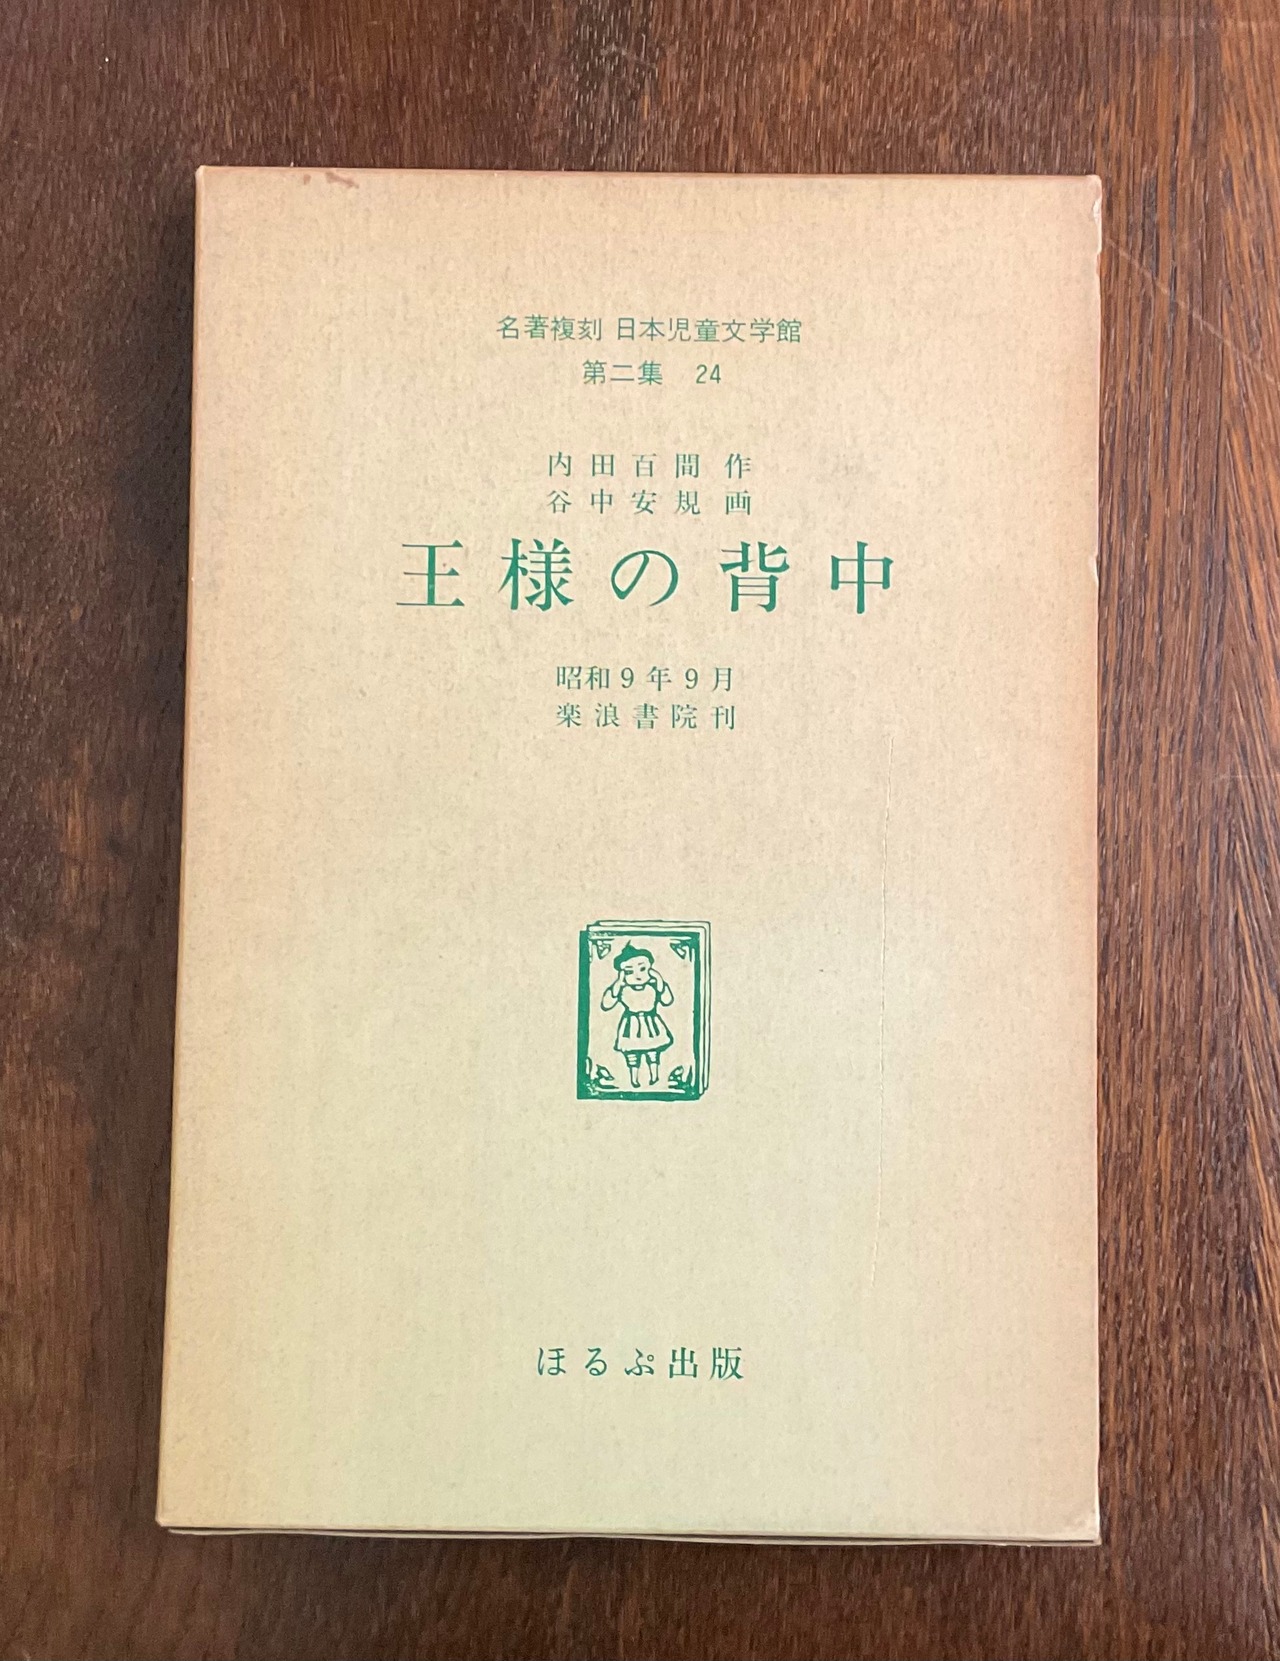 名著複刻 日本児童文学館
第二集 24
内田百間 作
谷中安規 画
王様の背中
昭和9年9月
楽浪書院刊
ほるぷ出版